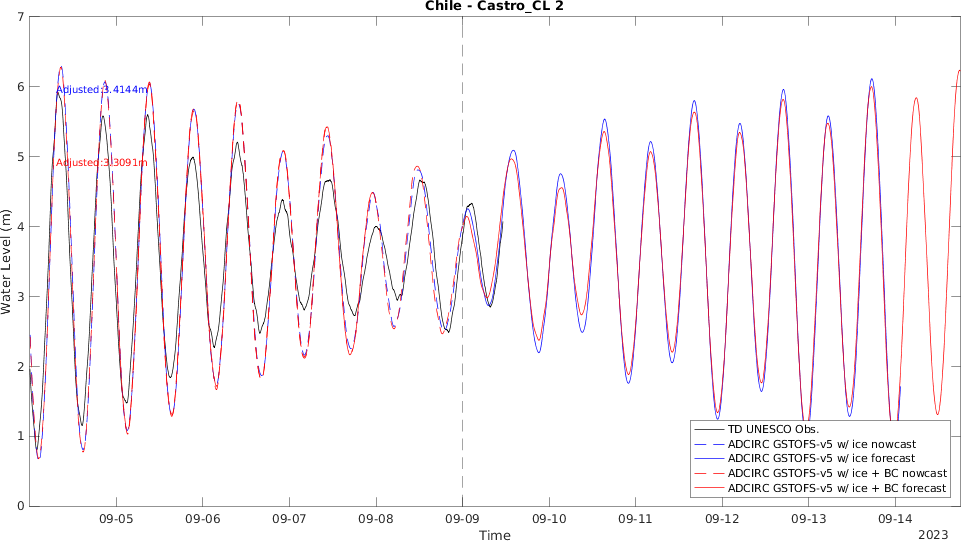 Chile - Castro_CL 2
7
6
5
4
3
2
1
0
Water Level (m)
Adjusted:3.4144m
Adjusted:3.3091m
TD UNESCO Obs.
ADCIRC GSTOFS-v5 w/ ice nowcast
ADCIRC GSTOFS-v5 w/ ice forecast
ADCIRC GSTOFS-v5 w/ ice + BC nowcast
ADCIRC GSTOFS-v5 w/ ice + BC forecast
09-05 09-06 09-07 09-08 09-09 09-10 09-11 09-12 09-13 09-14
Time
2023